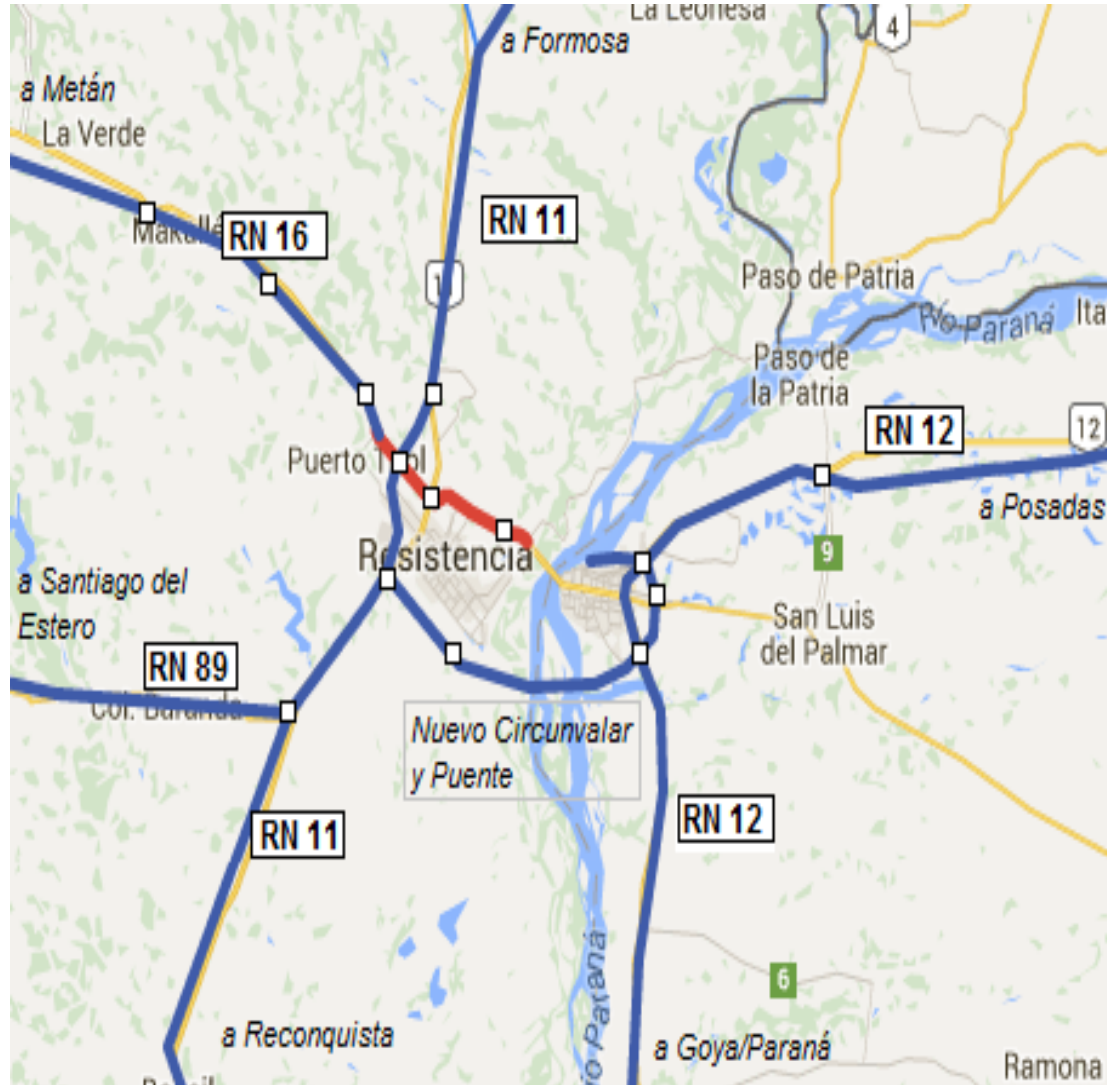 La Leonesa
4
a Formosa
a Metán
La Verde
RN 11
RN 16
Paso de Patria
Río Paraná
Ita
Paso de
la Patria
RN 12
12
Puerto
a Posadas
Resistencia
9
a Santiago del
Estero
San Luis
del Palmar
RN 89
Col.
Nuevo Circunvalar
y Puente
RN 12
RN 11
Paraná
6
a Reconquista
a Goya/Paraná
Ramona